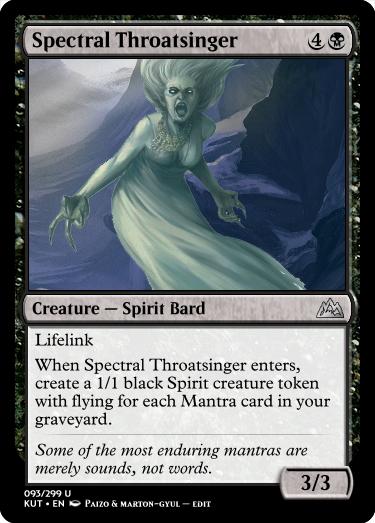 Spectral Throatsinger 4
Creature — Spirit Bard
Lifelink
When Spectral Throatsinger enters,
create a 1/1 black Spirit creature token
with flying for each Mantra card in your
graveyard.
Some of the most enduring mantras are
merely sounds, not words.
3/3
093/299 U
KUT • EN Paizo & Marton-Gyul — Edit